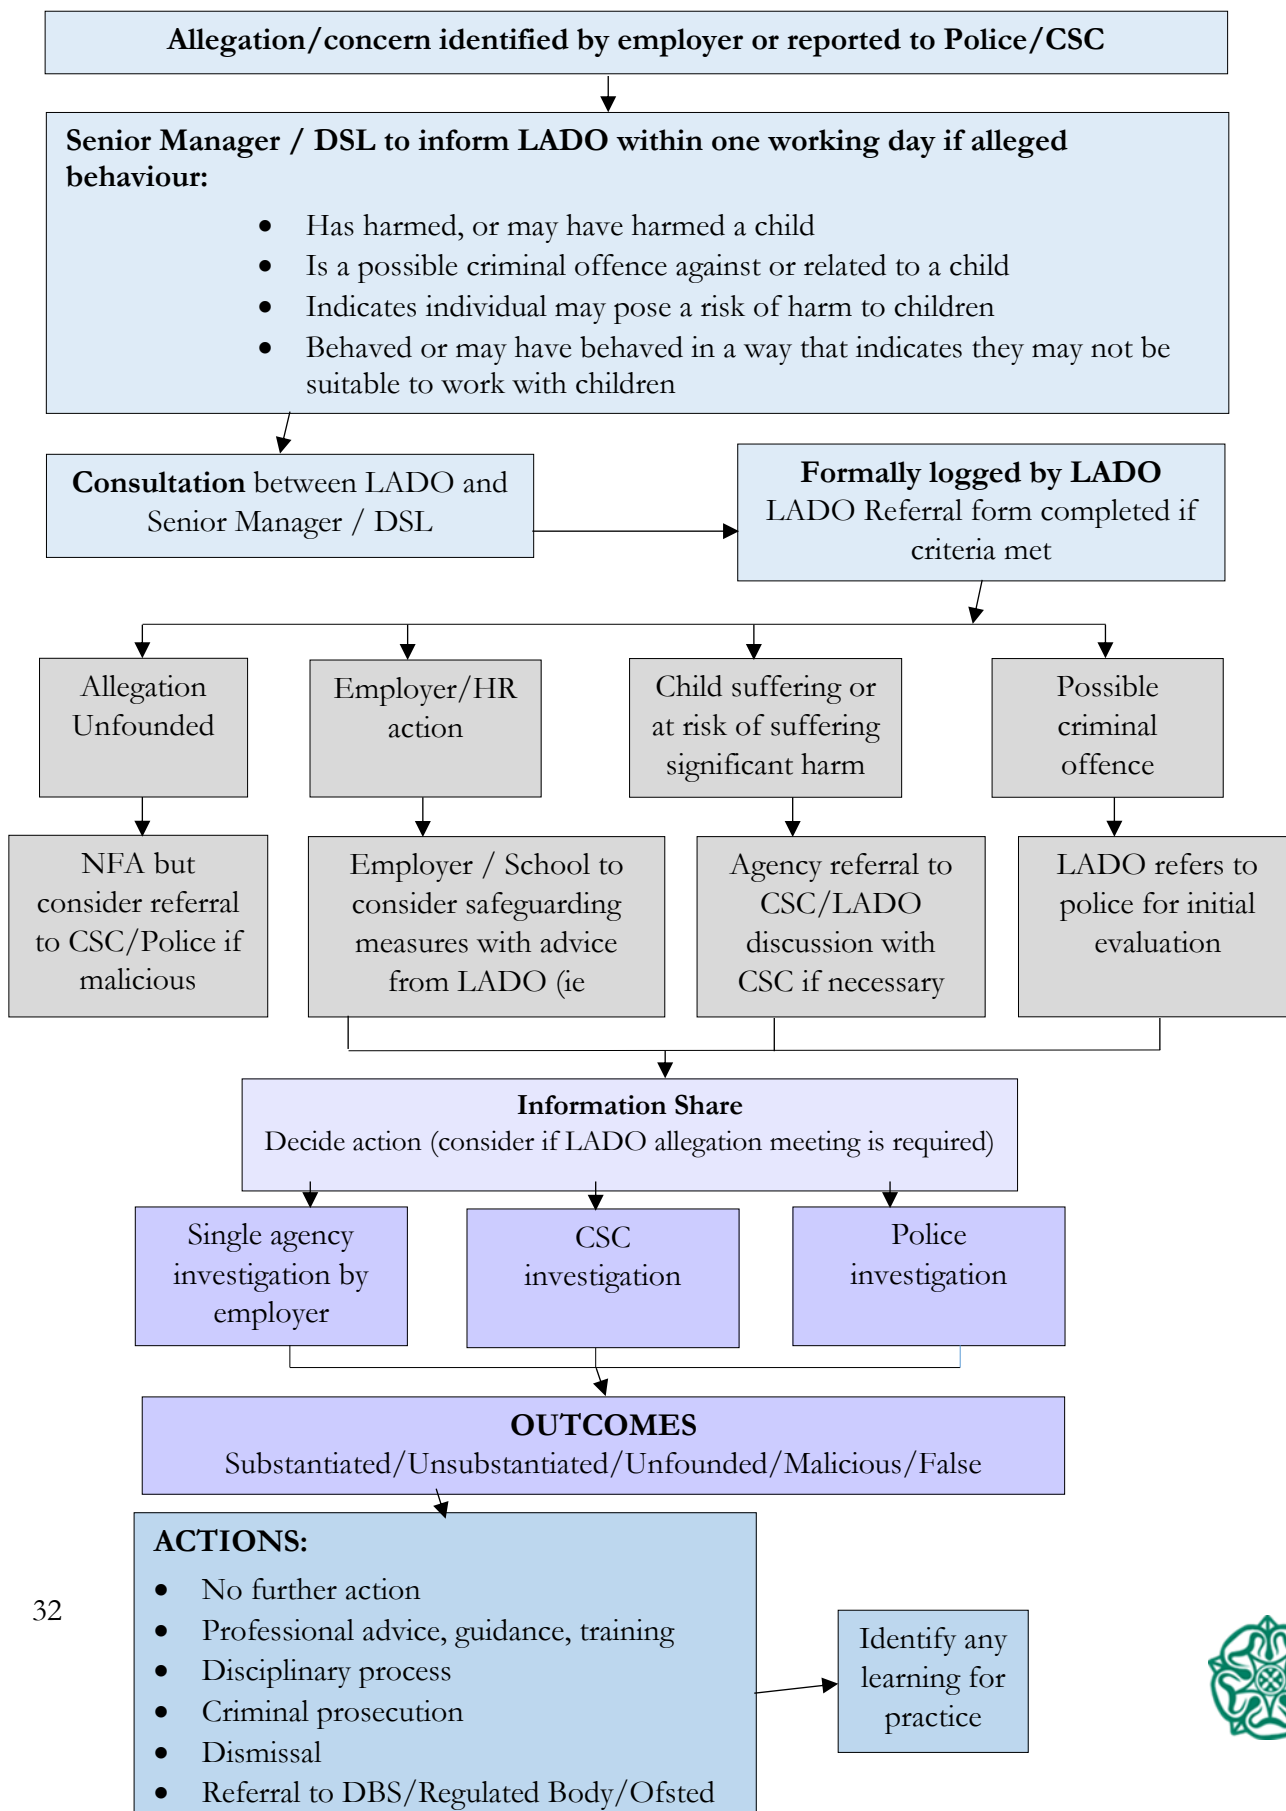 Allegation/concern identified by employer or reported to Police/CSC
Senior Manager / DSL to inform LADO within one working day if alleged
behaviour:
• Has harmed, or may have harmed a child
• Is a possible criminal offence against or related to a child
• Indicates individual may pose a risk of harm to children
• Behaved or may have behaved in a way that indicates they may not be
suitable to work with children
Consultation between LADO and
Senior Manager / DSL
Formally logged by LADO
LADO Referral form completed if
criteria met
Allegation
Unfounded
Employer/HR
action
Child suffering or
at risk of suffering
significant harm
Possible
criminal
offence
NFA but
consider referral
to CSC/Police if
malicious
Employer / School to
consider safeguarding
measures with advice
from LADO (ie
Agency referral to
CSC/LADO
discussion with
CSC if necessary
LADO refers to
police for initial
evaluation
Information Share
Decide action (consider if LADO allegation meeting is required)
Single agency
investigation by
employer
CSC
investigation
Police
investigation
OUTCOMES
Substantiated/Unsubstantiated/Unfounded/Malicious/False
ACTIONS:
• No further action
• Professional advice, guidance, training
• Disciplinary process
• Criminal prosecution
• Dismissal
• Referral to DBS/Regulated Body/Ofsted
Identify any
learning for
practice
32